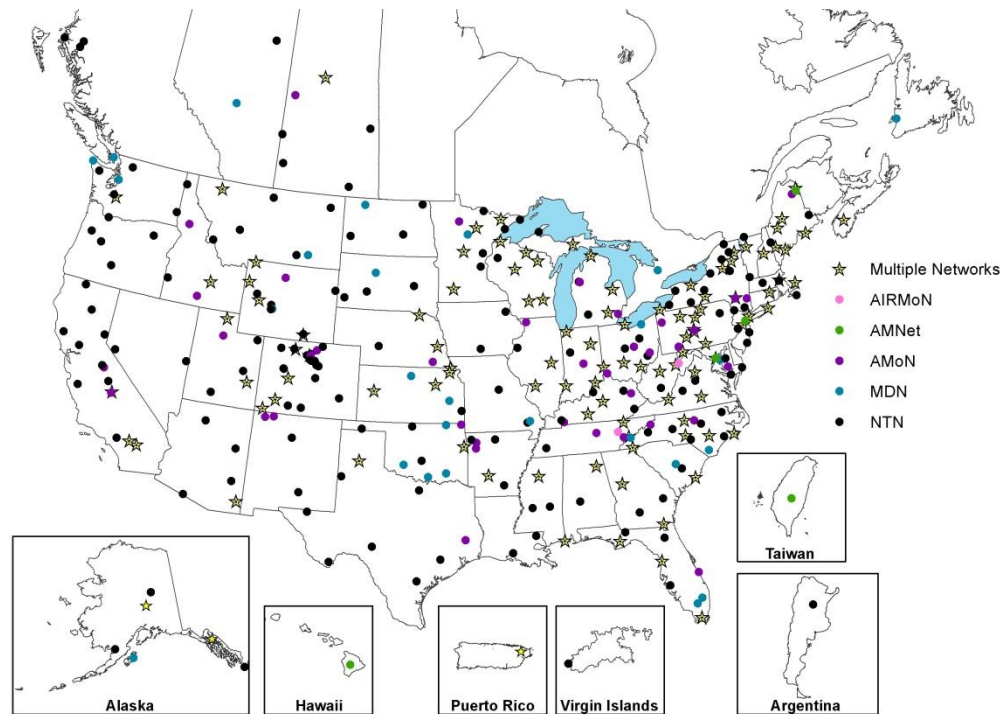 Multiple Networks
AIRMoN
AMNet
AMoN
MDN
NTN
Taiwan
Alaska
Hawaii
Puerto Rico
Virgin Islands
Argentina